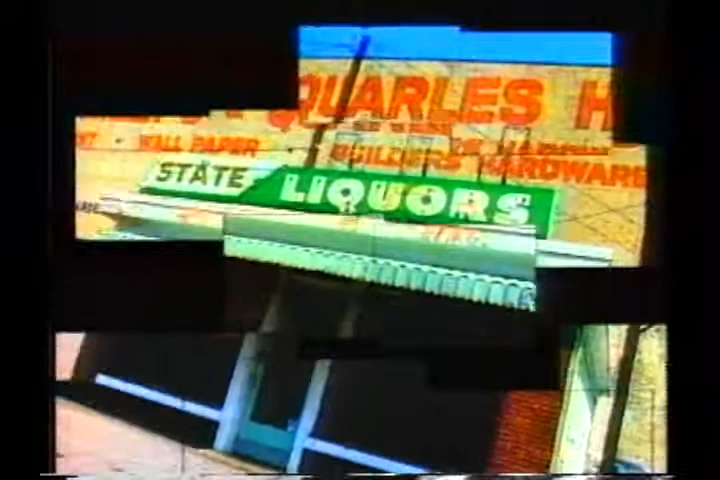 QUARLES H
WALL PAPER BUILDERS HARDWARE
STATE LIQUORS